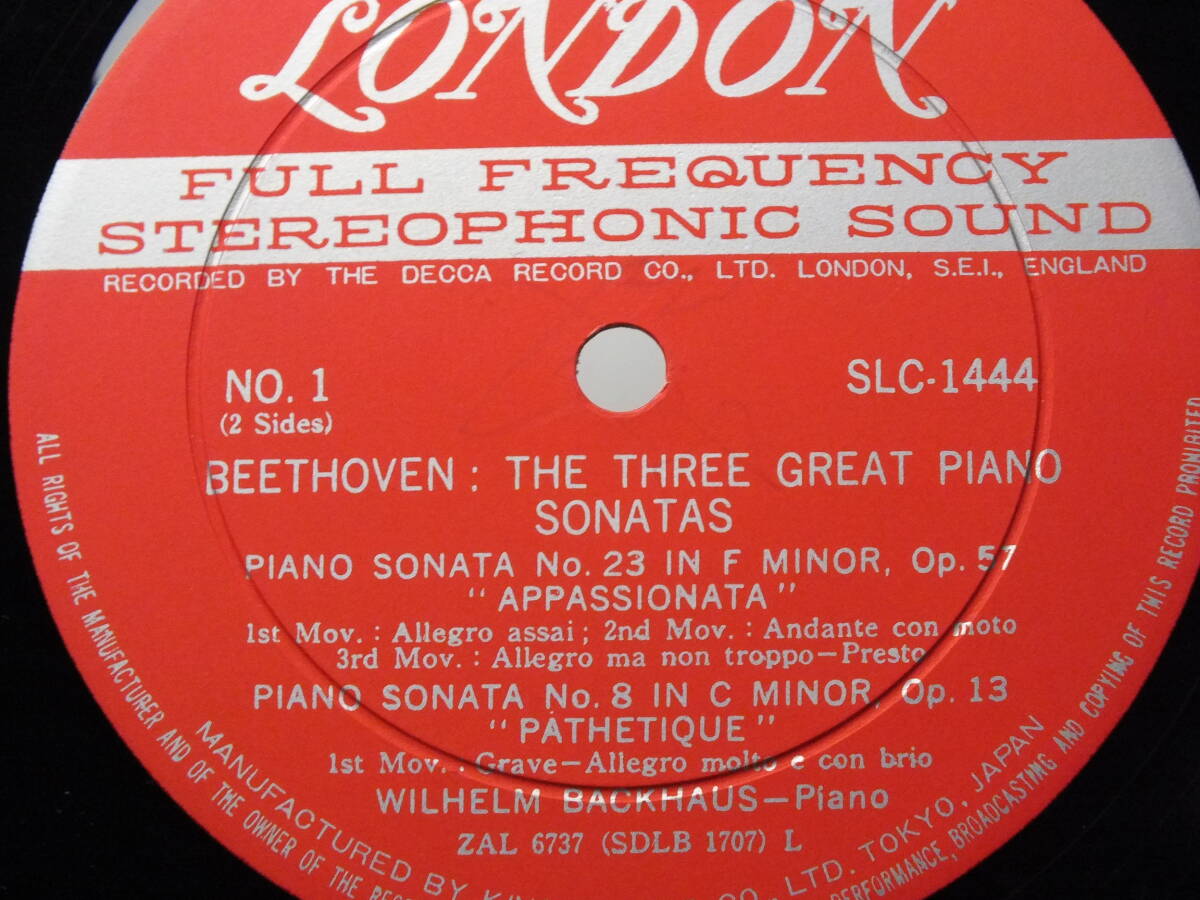 LONDON
FULL FREQUENCY
STEREOPHONIC SOUND
RECORDED BY THE DECCA RECORD CO., LTD. LONDON, S.E.I., ENGLAND
NO. 1
(2 Sides)
SLC-1444
BEETHOVEN : THE THREE GREAT PIANO
SONATAS
PIANO SONATA No. 23 IN F MINOR, Op. 57
"APPASSIONATA"
1st Mov. : Allegro assai ; 2nd Mov. : Andante con moto
3rd Mov. : Allegro ma non troppo—Presto
PIANO SONATA No. 8 IN C MINOR, Op. 13
"PATHETIQUE"
1st Mov. : Grave—Allegro molto e con brio
WILHELM BACKHAUS—Piano
ZAL 6737 (SDLB 1707) L
MANUFACTURED BY CO., LTD. TOKYO, JAPAN
ALL RIGHTS OF THE MANUFACTURER AND OF THE OWNER OF THE
PERFORMANCE, BROADCASTING AND COPYING OF THIS RECORD PROHIBITED